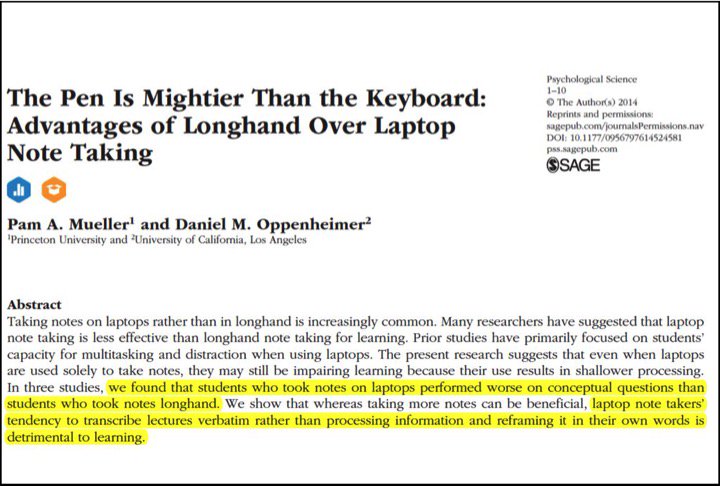 The Pen Is Mightier Than the Keyboard:
Advantages of Longhand Over Laptop
Note Taking
Psychological Science
1–10
© The Author(s) 2014
Reprints and permissions:
sagepub.com/journalsPermissions.nav
DOI: 10.1177/0956797614524581
pss.sagepub.com
SAGE
Pam A. Mueller1 and Daniel M. Oppenheimer2
1Princeton University and 2University of California, Los Angeles
Abstract
Taking notes on laptops rather than in longhand is increasingly common. Many researchers have suggested that laptop
note taking is less effective than longhand note taking for learning. Prior studies have primarily focused on students'
capacity for multitasking and distraction when using laptops. The present research suggests that even when laptops
are used solely to take notes, they may still be impairing learning because their use results in shallower processing.
In three studies, we found that students who took notes on laptops performed worse on conceptual questions than
students who took notes longhand. We show that whereas taking more notes can be beneficial, laptop note takers'
tendency to transcribe lectures verbatim rather than processing information and reframing it in their own words is
detrimental to learning.